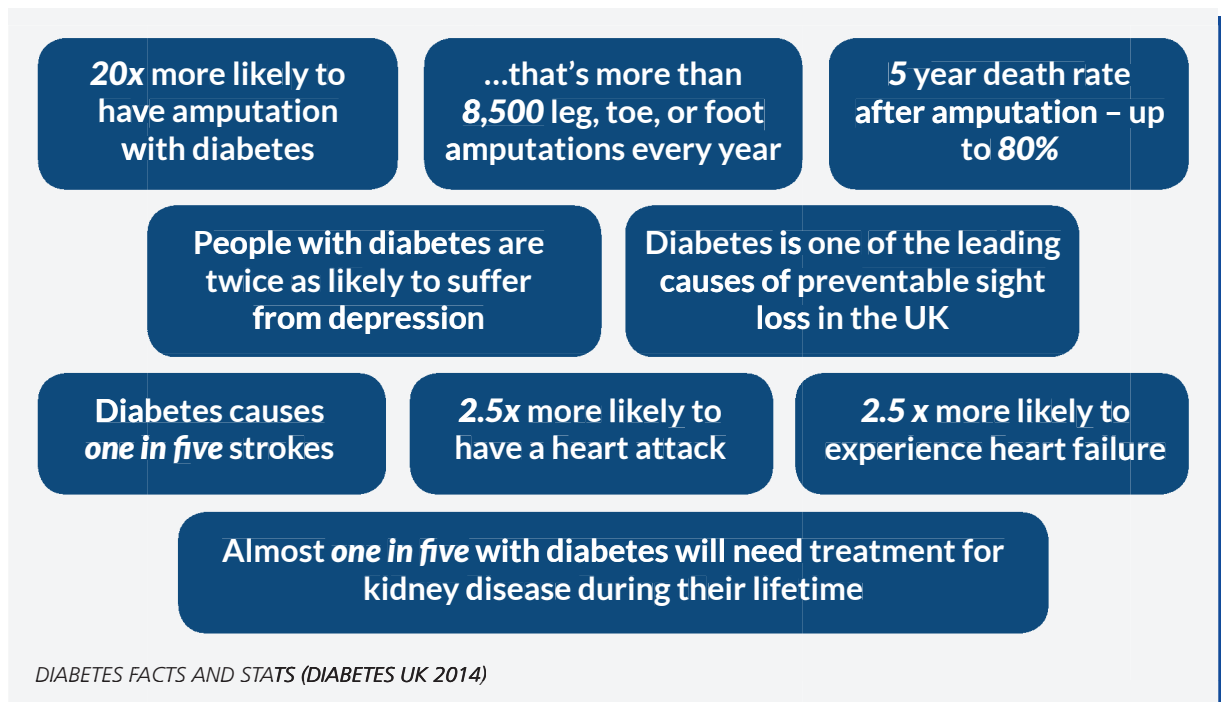 20x more likely to
have amputation
with diabetes
...that's more than
8,500 leg, toe, or foot
amputations every year
5 year death rate
after amputation – up
to 80%
People with diabetes are
twice as likely to suffer
from depression
Diabetes is one of the leading
causes of preventable sight
loss in the UK
Diabetes causes
one in five strokes
2.5x more likely to
have a heart attack
2.5 x more likely to
experience heart failure
Almost one in five with diabetes will need treatment for
kidney disease during their lifetime
DIABETES FACTS AND STATS (DIABETES UK 2014)